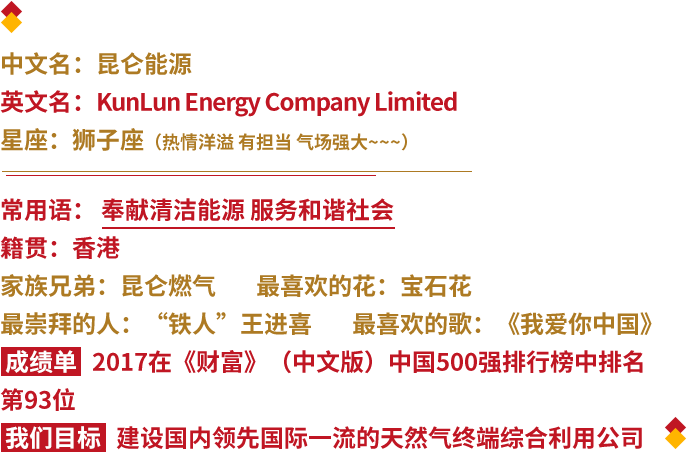 中文名：昆仑能源
英文名：KunLun Energy Company Limited
星座：狮子座（热情洋溢 有担当 气场强大~~~）
常用语： 奉献清洁能源 服务和谐社会
籍贯：香港
家族兄弟：昆仑燃气 最喜欢的花：宝石花
最崇拜的人：“铁人”王进喜 最喜欢的歌：《我爱你中国》
成绩单 2017在《财富》（中文版）中国500强排行榜中排名
第93位
我们目标 建设国内领先国际一流的天然气终端综合利用公司